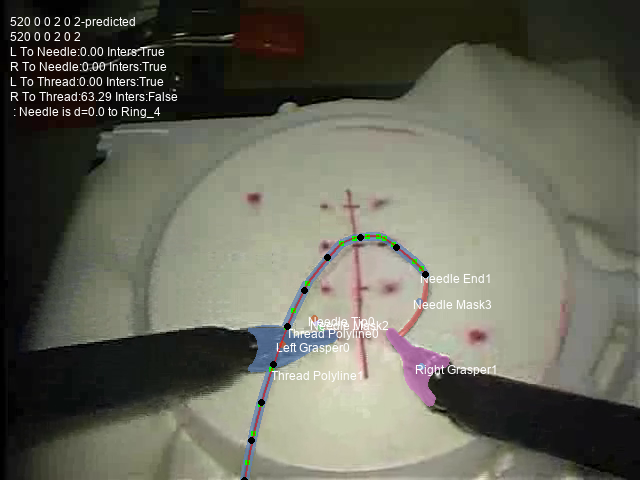 520 0 0 2 0 2-predicted
520 0 0 2 0 2
L To Needle:0.00 Inters:True
R To Needle:0.00 Inters:True
L To Thread:0.00 Inters:True
R To Thread:63.29 Inters:False
: Needle is d=0.0 to Ring_4
Needle End1
Needle Mask3
Needle Tip0
Needle Mask2
Thread Polyline0
Left Grasper0
Right Grasper1
Thread Polyline1